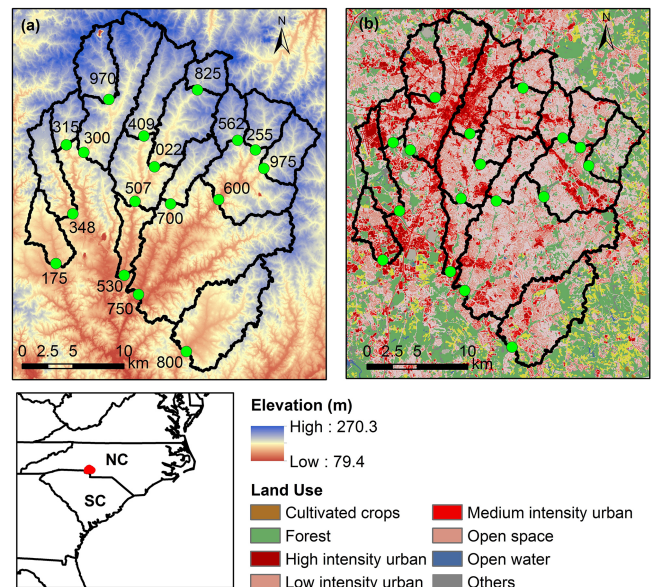 (a)
N
970
825
315
300
409
022
562
255
975
507
700
600
348
175
530
750
800
0 2.5 5 10
km
(b)
N
0 2.5 5 10
km
NC
SC
Elevation (m)
High : 270.3
Low : 79.4
Land Use
Cultivated crops
Forest
High intensity urban
Low intensity urban
Medium intensity urban
Open space
Open water
Others